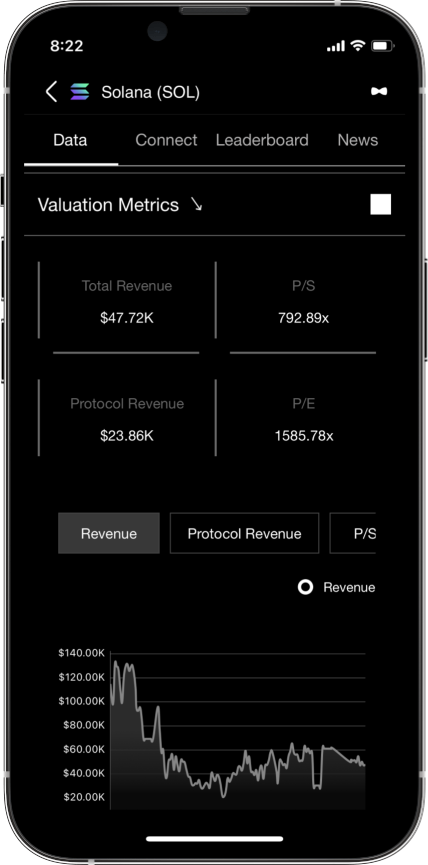 8:22
Solana (SOL)
Data Connect Leaderboard News
Valuation Metrics ↘
Total Revenue P/S
$47.72K 792.89x
Protocol Revenue P/E
$23.86K 1585.78x
Revenue Protocol Revenue P/S
Revenue
$140.00K
$120.00K
$100.00K
$80.00K
$60.00K
$40.00K
$20.00K